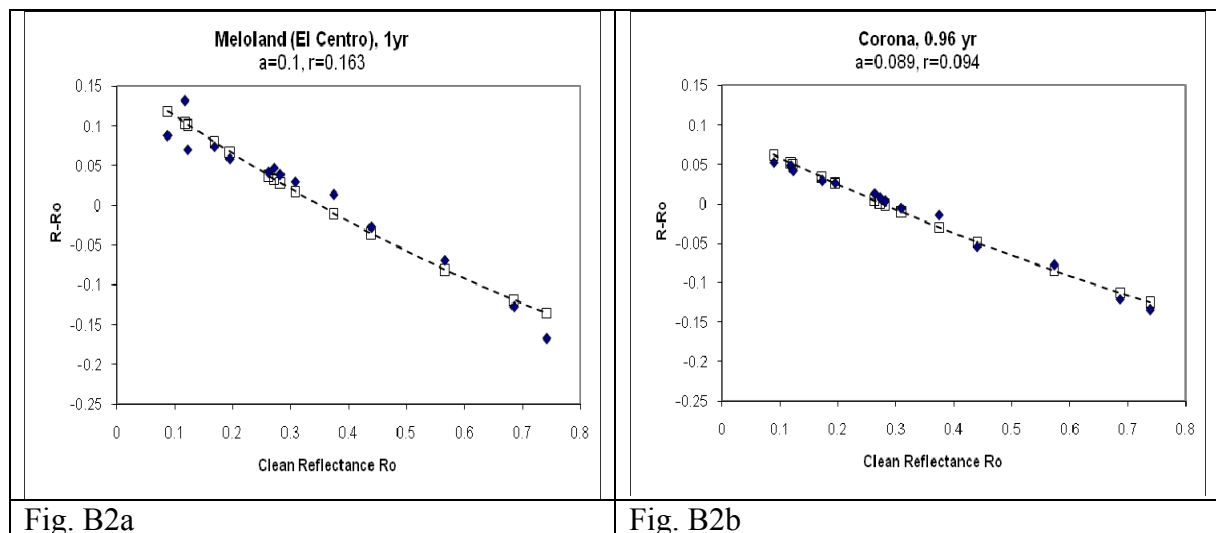 Meloland (El Centro), 1yr
a=0.1, r=0.163
0.15
0.1
0.05
0
-0.05
-0.1
-0.15
-0.2
-0.25
R-Ro
0 0.1 0.2 0.3 0.4 0.5 0.6 0.7 0.8
Clean Reflectance Ro
Fig. B2a
Corona, 0.96 yr
a=0.089, r=0.094
0.15
0.1
0.05
0
-0.05
-0.1
-0.15
-0.2
-0.25
R-Ro
0 0.1 0.2 0.3 0.4 0.5 0.6 0.7 0.8
Clean Reflectance Ro
Fig. B2b